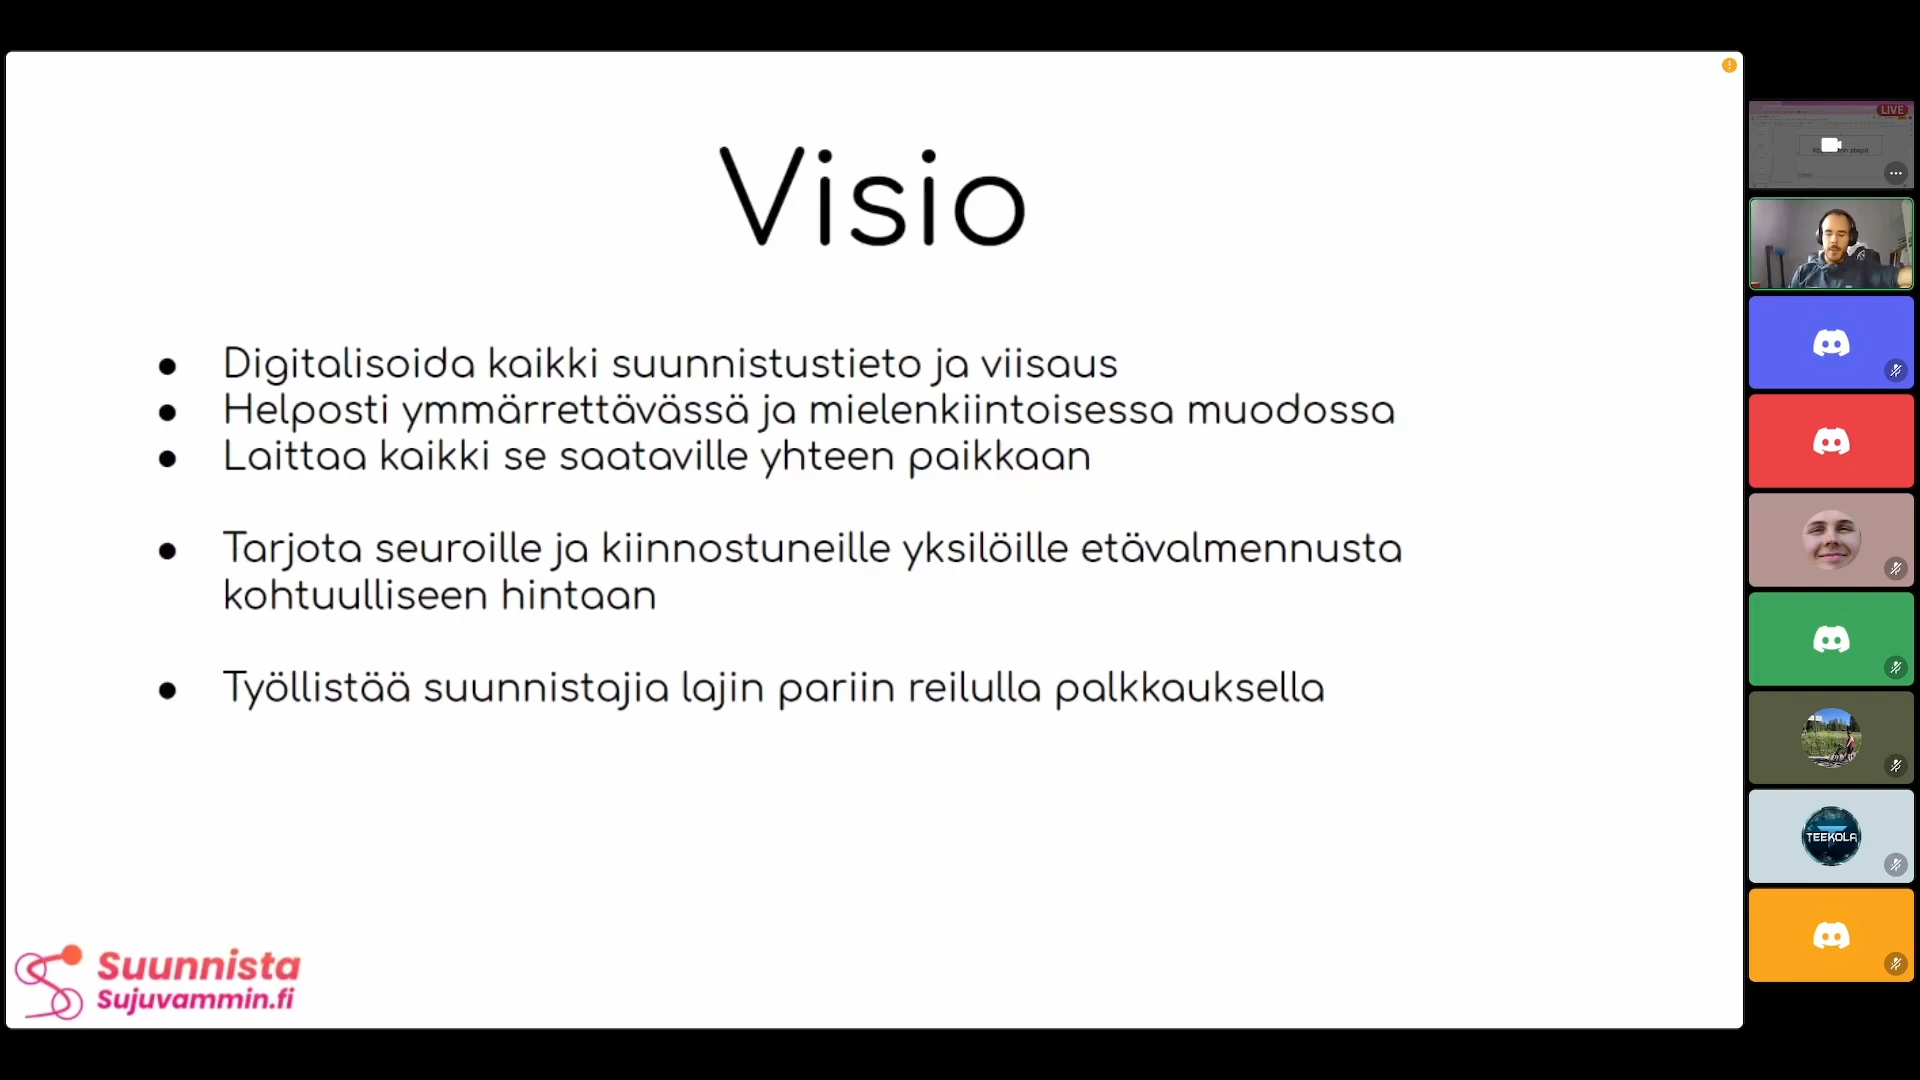 Visio
● Digitalisoida kaikki suunnistustieto ja viisaus
● Helposti ymmärrettävässä ja mielenkiintoisessa muodossa
● Laittaa kaikki se saataville yhteen paikkaan
● Tarjota seuroille ja kiinnostuneille yksilöille etävalmennusta
kohtuulliseen hintaan
● Työllistää suunnistajia lajin pariin reilulla palkkauksella
Suunnista
Sujuvammin.fi
LIVE
TEEKOLA